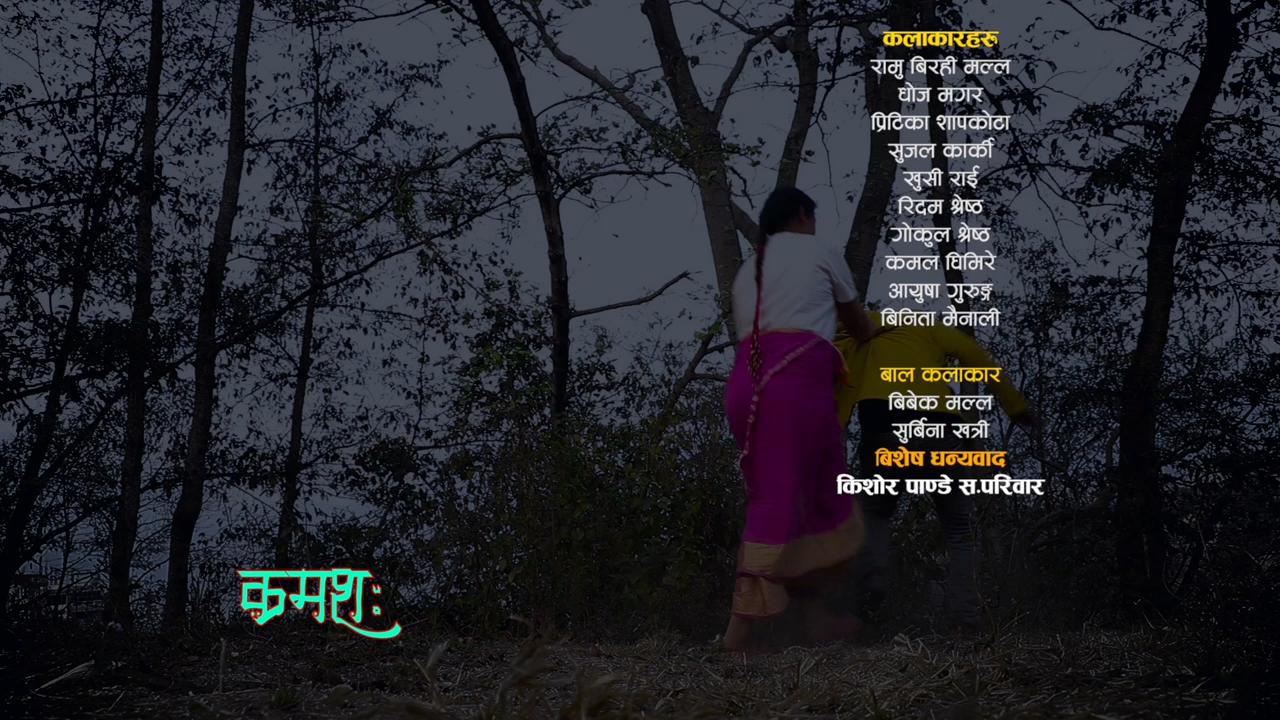 कलाकारहरु
रामु बिरही मल्ल
धोज मगर
प्रिटिका शापकोटा
सुजल कार्की
खुसी राई
रिदम श्रेष्ठ
गोकुल श्रेष्ठ
कमल घिमिरे
आयुषा गुरुङ्ग
बिनिता मैनाली
बाल कलाकार
बिबेक मल्ल
सुर्बिना खत्री
बिशेष धन्यवाद
किशोर पाण्डे स.परिवार
क्रमशः